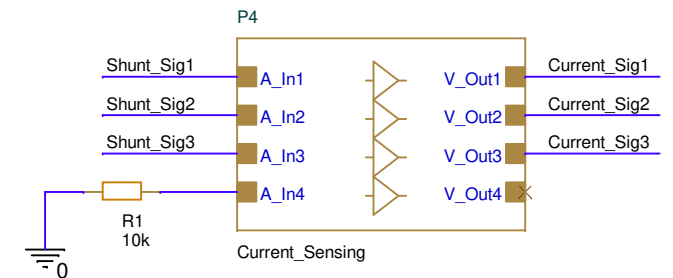 P4
Shunt_Sig1
A_In1
V_Out1
Current_Sig1
Shunt_Sig2
A_In2
V_Out2
Current_Sig2
Shunt_Sig3
A_In3
V_Out3
Current_Sig3
A_In4
V_Out4
R1
10k
Current_Sensing
0